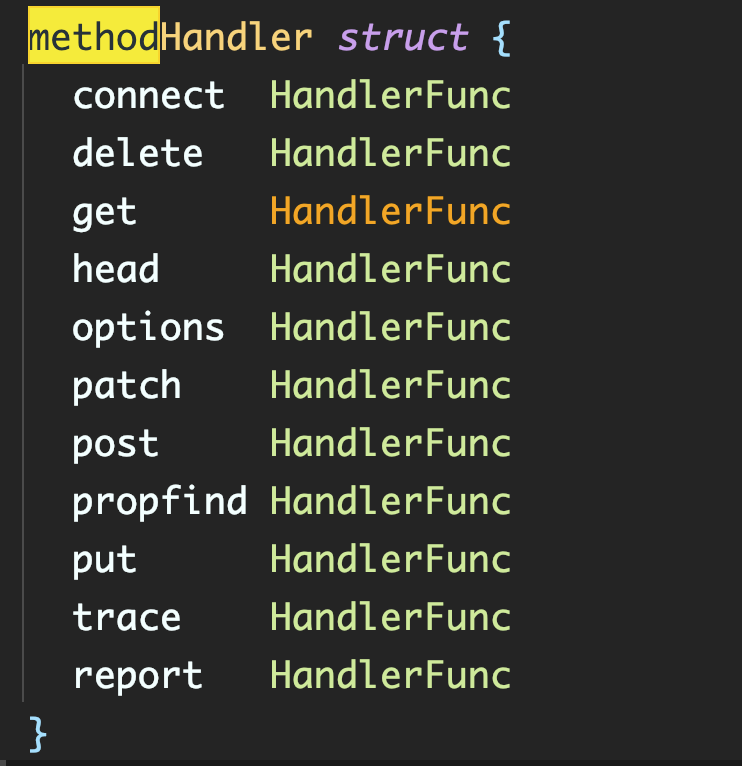 methodHandler struct {
connect HandlerFunc
delete HandlerFunc
get HandlerFunc
head HandlerFunc
options HandlerFunc
patch HandlerFunc
post HandlerFunc
propfind HandlerFunc
put HandlerFunc
trace HandlerFunc
report HandlerFunc
}